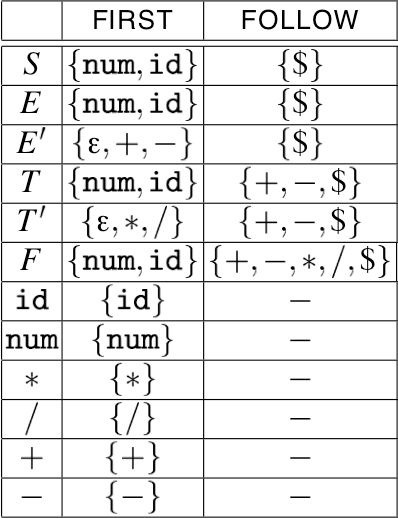 FIRST FOLLOW
S {num, id} {$}
E {num, id} {$}
E′ {ε, +, −} {$}
T {num, id} {+, −, $}
T′ {ε, ∗, /} {+, −, $}
F {num, id} {+, −, ∗, /, $}
id {id} −
num {num} −
∗ {∗} −
/ {/} −
+ {+} −
− {−} −